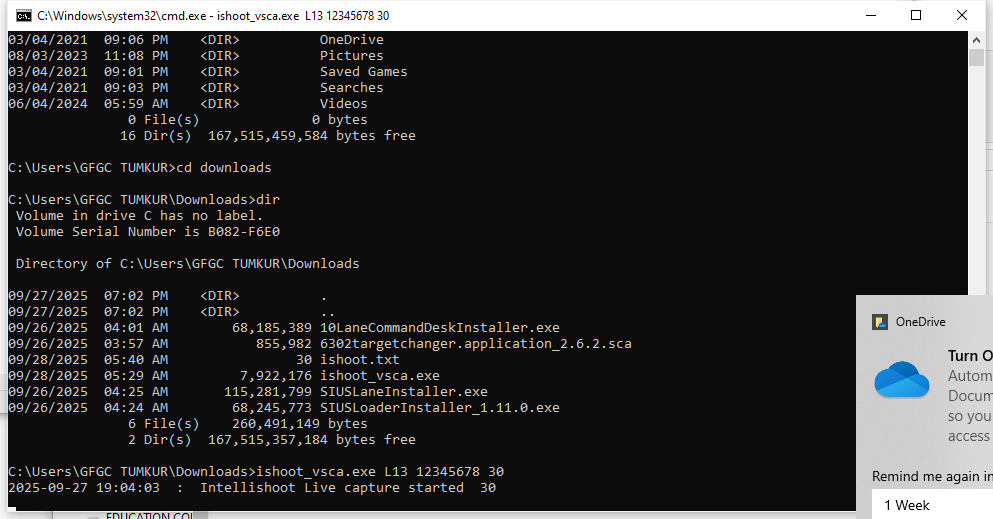 C:\Windows\system32\cmd.exe - ishoot_vsca.exe L13 12345678 30
03/04/2021 09:06 PM <DIR> OneDrive
08/03/2023 11:08 PM <DIR> Pictures
03/04/2021 09:01 PM <DIR> Saved Games
03/04/2021 09:03 PM <DIR> Searches
06/04/2024 05:59 AM <DIR> Videos
0 File(s) 0 bytes
16 Dir(s) 167,515,459,584 bytes free
C:\Users\GFGC TUMKUR>cd downloads
C:\Users\GFGC TUMKUR\Downloads>dir
Volume in drive C has no label.
Volume Serial Number is B082-F6E0
Directory of C:\Users\GFGC TUMKUR\Downloads
09/27/2025 07:02 PM <DIR> .
09/27/2025 07:02 PM <DIR> ..
09/26/2025 04:01 AM 68,185,389 10LaneCommandDeskInstaller.exe
09/26/2025 03:57 AM 855,982 6302targetchanger.application_2.6.2.sca
09/28/2025 05:40 AM 30 ishoot.txt
09/28/2025 05:29 AM 7,922,176 ishoot_vsca.exe
09/26/2025 04:25 AM 115,281,799 SIUSLaneInstaller.exe
09/26/2025 04:24 AM 68,245,773 SIUSLoaderInstaller_1.11.0.exe
6 File(s) 260,491,149 bytes
2 Dir(s) 167,515,357,184 bytes free
C:\Users\GFGC TUMKUR\Downloads>ishoot_vsca.exe L13 12345678 30
2025-09-27 19:04:03 : Intellishoot Live capture started 30
OneDrive
Turn O
Autom
Docum
so you
access
Remind me again in
1 Week